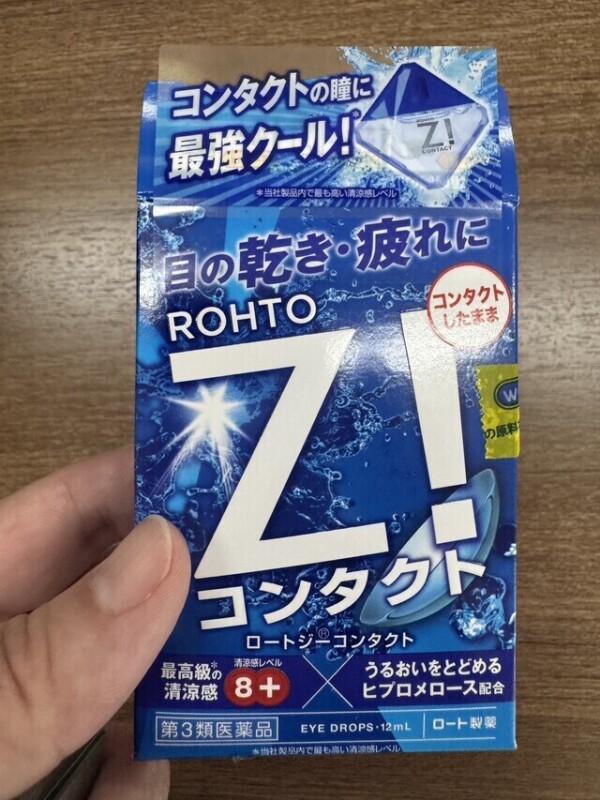 コンタクトの瞳に
最強クール!*
Z!
CONTACT
*当社製品内で最も高い清涼感レベル
目の乾き・疲れに
ROHTO
コンタクト
したまま
Z!
W
の原料
コンタクト
ロートジー®コンタクト
最高級の*
清涼感
清涼感レベル
8+
×
うるおいをとどめる
ヒプロメロース配合
第3類医薬品
EYE DROPS・12mL
ロート製薬
*当社製品内で最も高い清涼感レベル